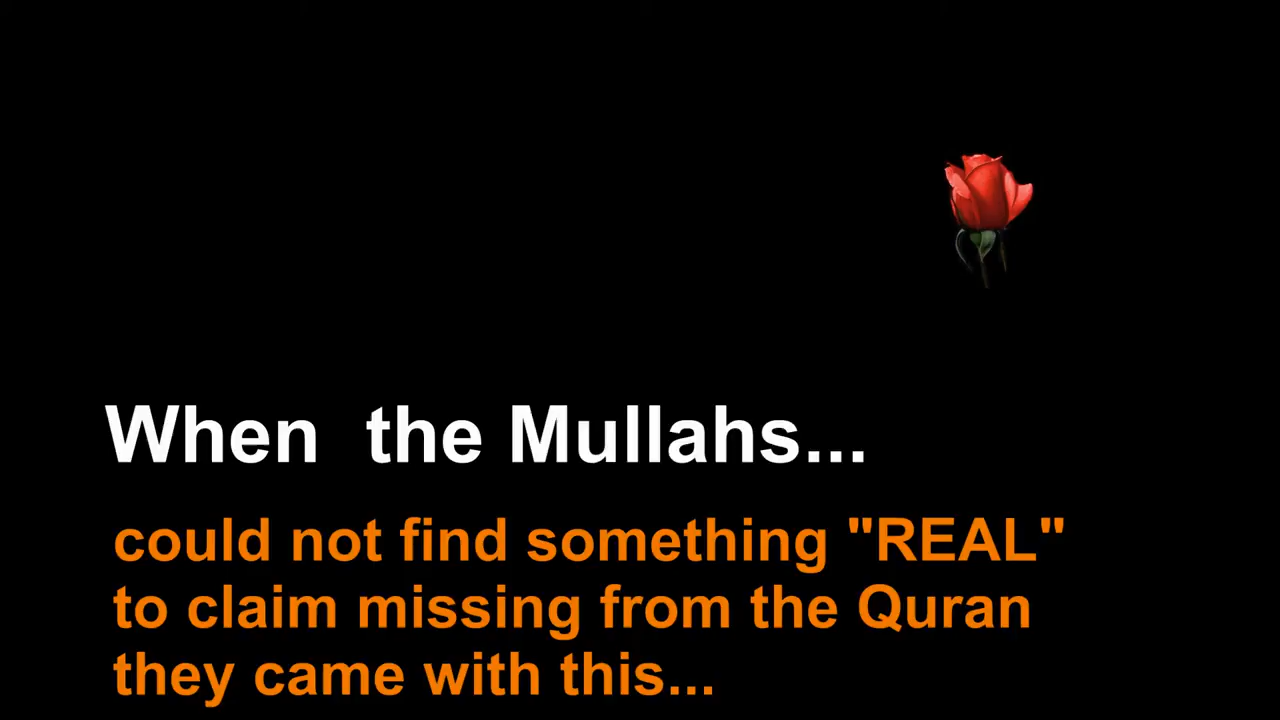 When  the Mullahs...
could not find something "REAL"
to claim missing from the Quran
they came with this...